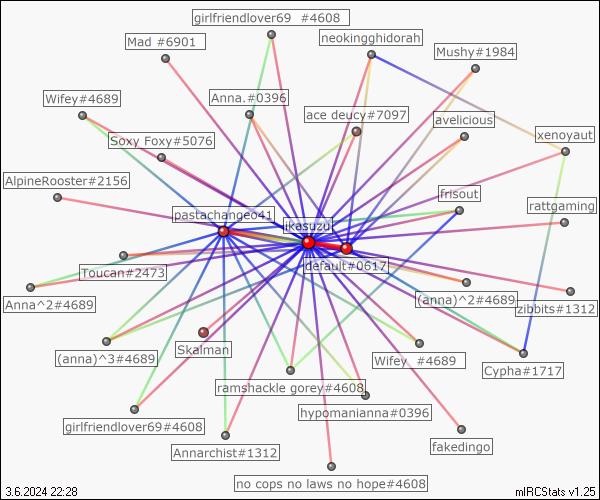 girlfriendlover69 #4608
neokingghidorah
Mad #6901
Mushy#1984
Wifey#4689
Anna.#0396
ace deucy#7097
avelicious
xenoyaut
Soxy Foxy#5076
AlpineRooster#2156
frisout
rattgaming
pastachangeo41
ikasuzu
default#0617
Toucan#2473
Anna^2#4689
(anna)^2#4689
zibbits#1312
Skalman
(anna)^3#4689
Wifey #4689
Cypha#1717
ramshackle gorey#4608
hypomanianna#0396
girlfriendlover69#4608
Annarchist#1312
fakedingo
no cops no laws no hope#4608
3.6.2024 22:28
mIRCStats v1.25